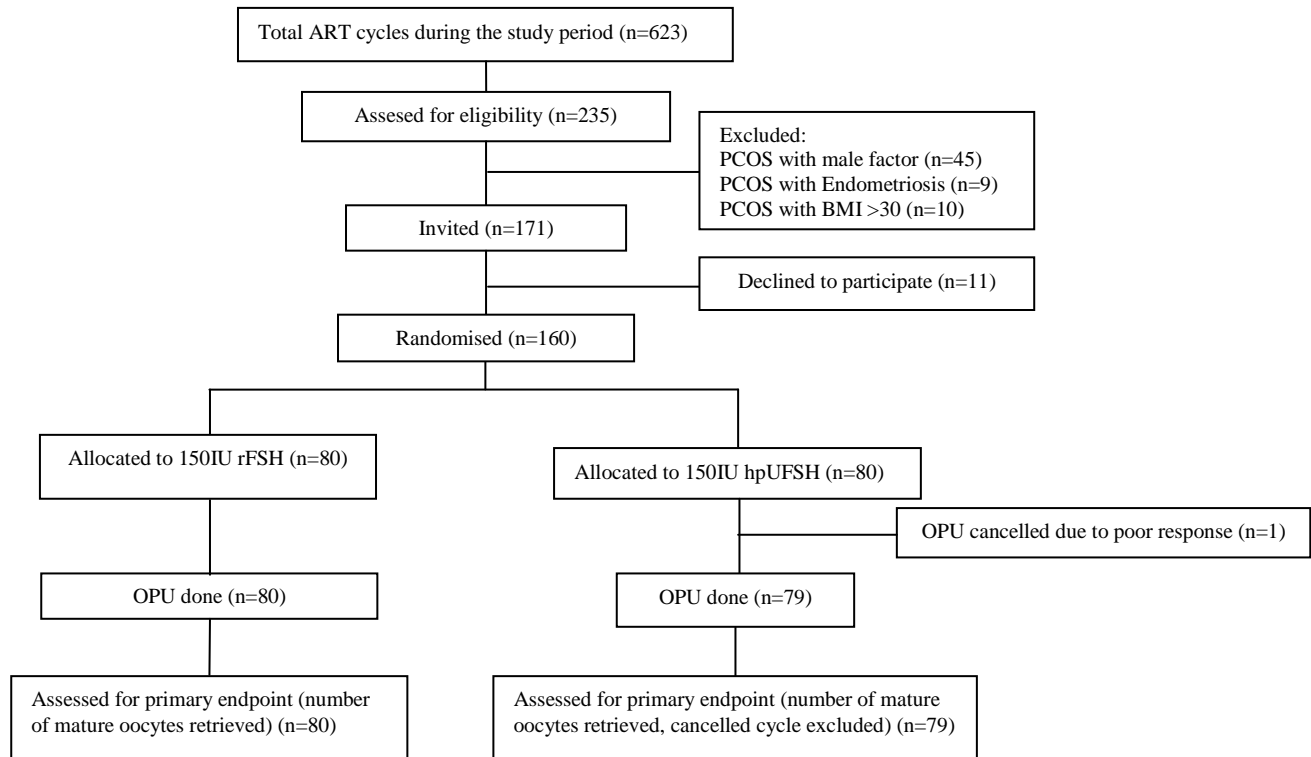 Total ART cycles during the study period (n=623)
Assesed for eligibility (n=235)
Excluded:
PCOS with male factor (n=45)
PCOS with Endometriosis (n=9)
PCOS with BMI >30 (n=10)
Invited (n=171)
Declined to participate (n=11)
Randomised (n=160)
Allocated to 150IU rFSH (n=80)
Allocated to 150IU hpUFSH (n=80)
OPU cancelled due to poor response (n=1)
OPU done (n=80)
OPU done (n=79)
Assessed for primary endpoint (number
of mature oocytes retrieved) (n=80)
Assessed for primary endpoint (number of mature
oocytes retrieved, cancelled cycle excluded) (n=79)